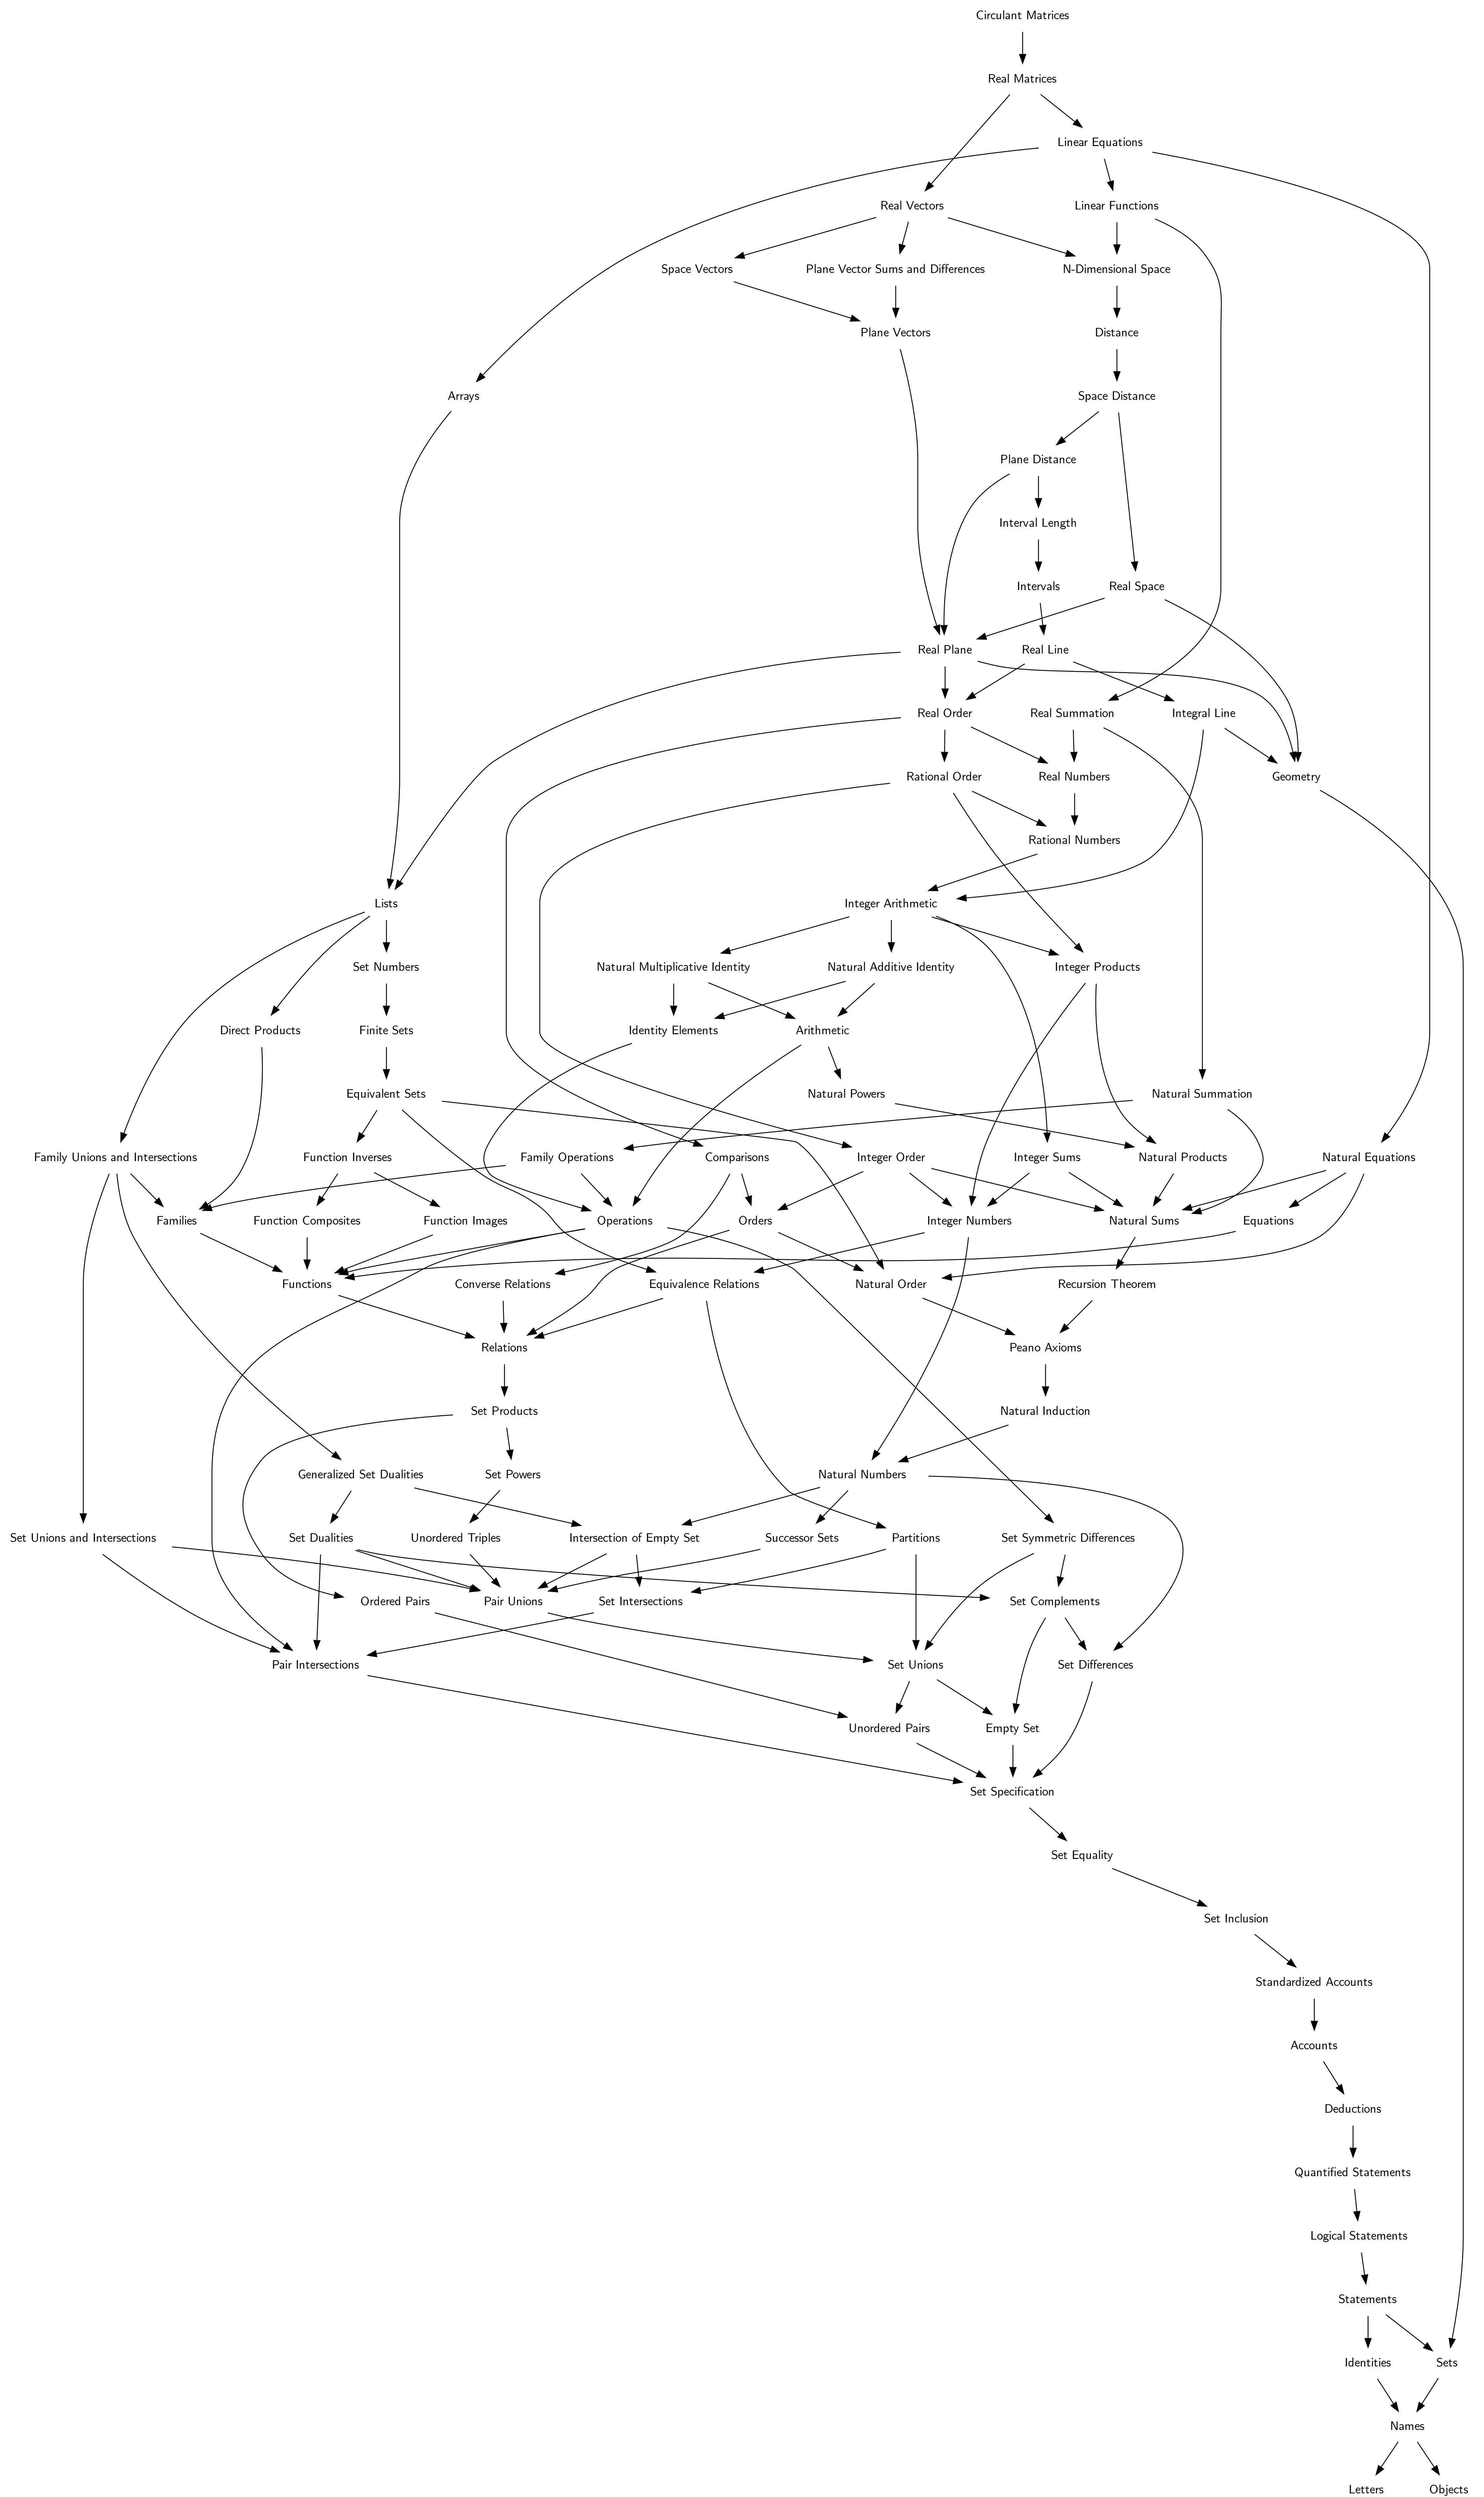 Circulant Matrices
Real Matrices
Linear Equations
Real Vectors
Linear Functions
Space Vectors
Plane Vector Sums and Differences
N-Dimensional Space
Plane Vectors
Distance
Arrays
Space Distance
Plane Distance
Interval Length
Intervals
Real Space
Real Plane
Real Line
Real Order
Real Summation
Integral Line
Rational Order
Real Numbers
Geometry
Rational Numbers
Lists
Integer Arithmetic
Set Numbers
Natural Multiplicative Identity
Natural Additive Identity
Integer Products
Direct Products
Finite Sets
Identity Elements
Arithmetic
Equivalent Sets
Natural Powers
Natural Summation
Family Unions and Intersections
Function Inverses
Family Operations
Comparisons
Integer Order
Integer Sums
Natural Products
Natural Equations
Families
Function Composites
Function Images
Operations
Orders
Integer Numbers
Natural Sums
Equations
Functions
Converse Relations
Equivalence Relations
Natural Order
Recursion Theorem
Relations
Peano Axioms
Set Products
Natural Induction
Generalized Set Dualities
Set Powers
Natural Numbers
Set Unions and Intersections
Set Dualities
Unordered Triples
Intersection of Empty Set
Successor Sets
Partitions
Set Symmetric Differences
Ordered Pairs
Pair Unions
Set Intersections
Set Complements
Pair Intersections
Set Unions
Set Differences
Unordered Pairs
Empty Set
Set Specification
Set Equality
Set Inclusion
Standardized Accounts
Accounts
Deductions
Quantified Statements
Logical Statements
Statements
Identities
Sets
Names
Letters
Objects